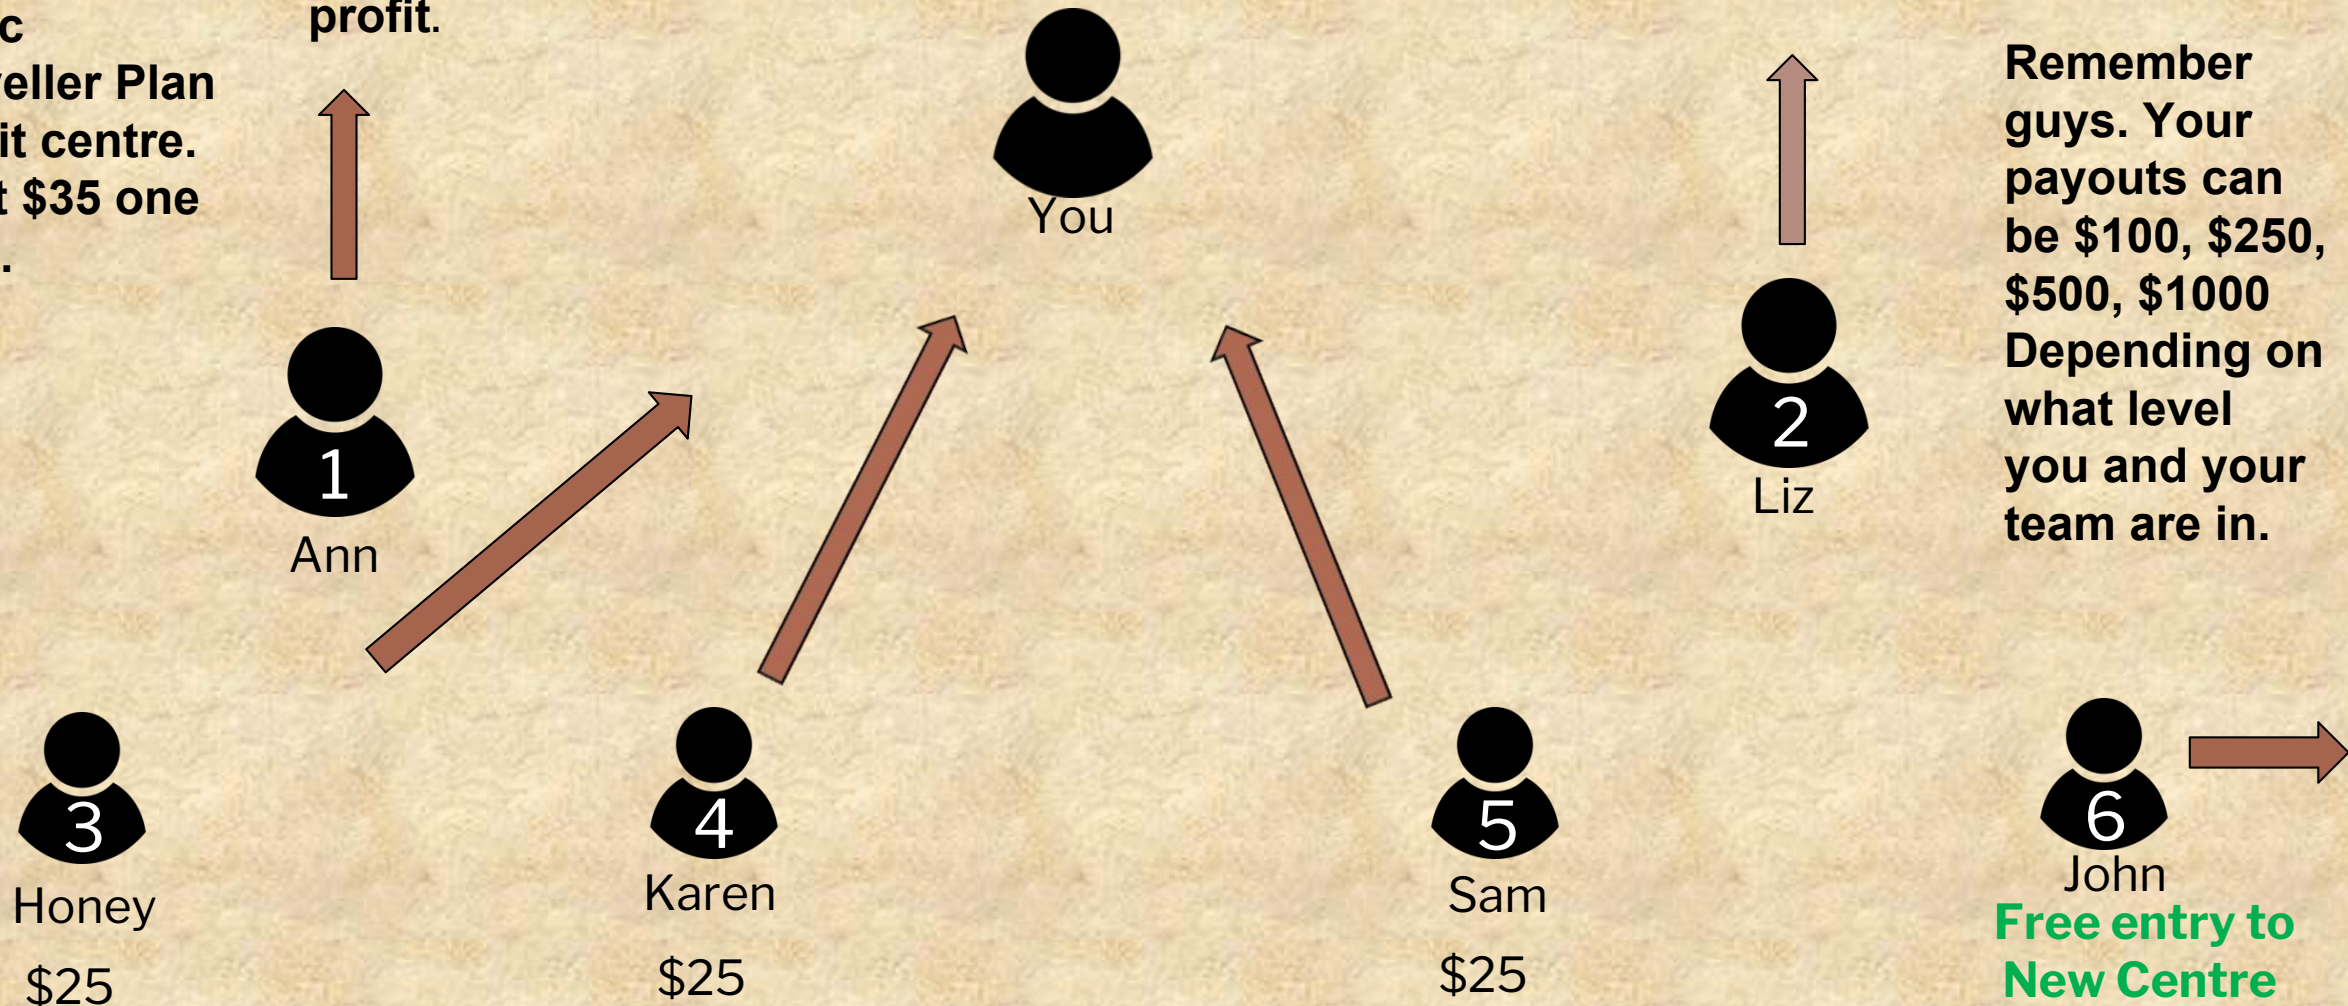 profit.
c
eller Plan
it centre.
t $35 one
.
You
Remember
guys. Your
payouts can
be $100, $250,
$500, $1000
Depending on
what level
you and your
team are in.
1
Ann
2
Liz
3
Honey
$25
4
Karen
$25
5
Sam
$25
6
John
Free entry to
New Centre